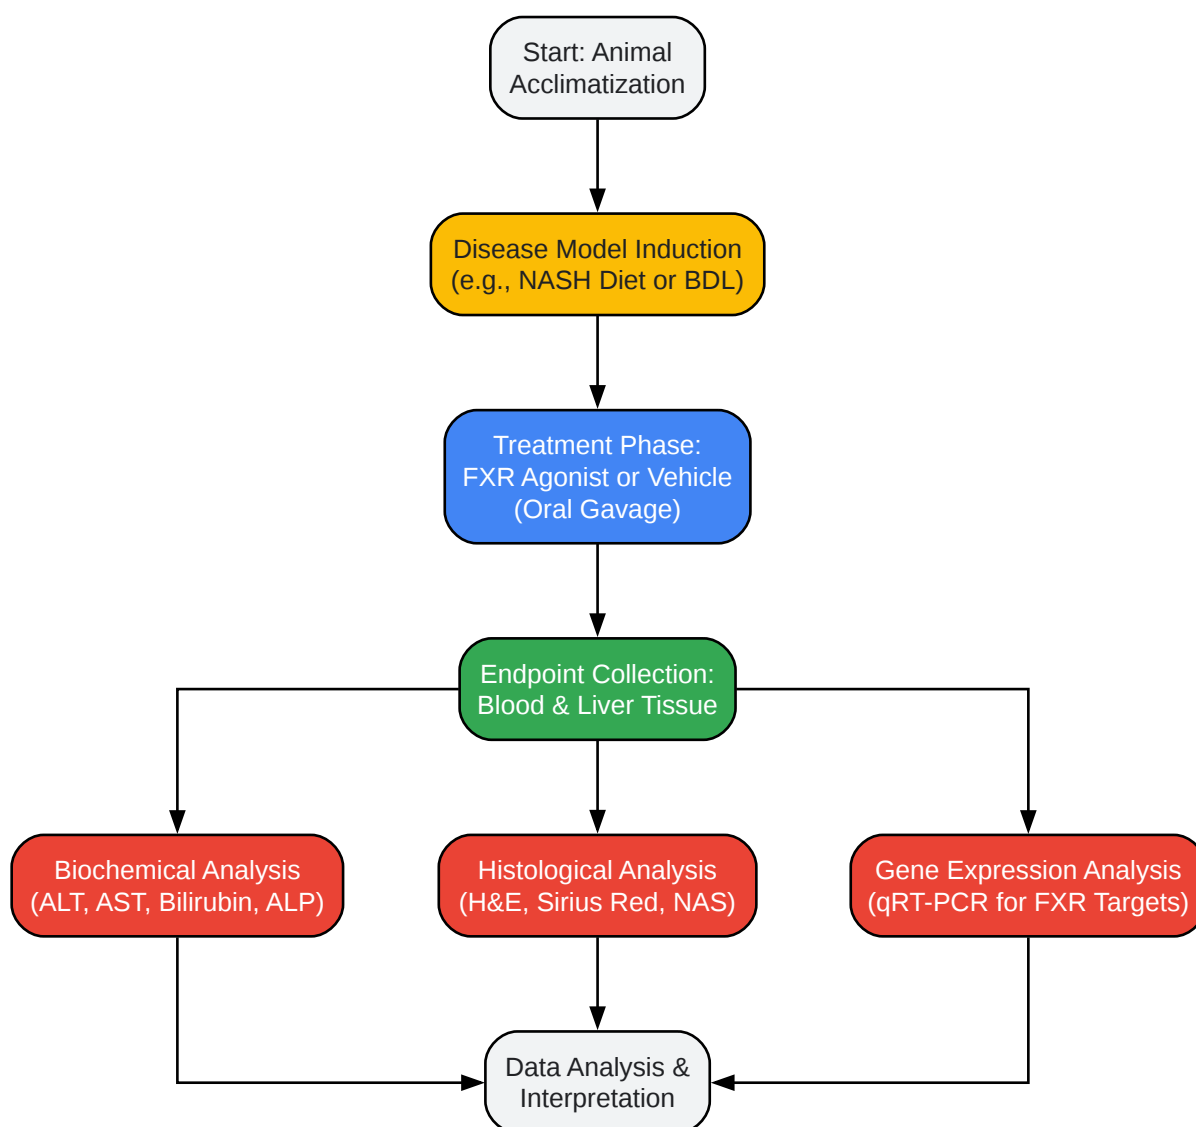 Start: Animal
Acclimatization
Disease Model Induction
(e.g., NASH Diet or BDL)
Treatment Phase:
FXR Agonist or Vehicle
(Oral Gavage)
Endpoint Collection:
Blood & Liver Tissue
Biochemical Analysis
(ALT, AST, Bilirubin, ALP)
Histological Analysis
(H&E, Sirius Red, NAS)
Gene Expression Analysis
(qRT-PCR for FXR Targets)
Data Analysis &
Interpretation